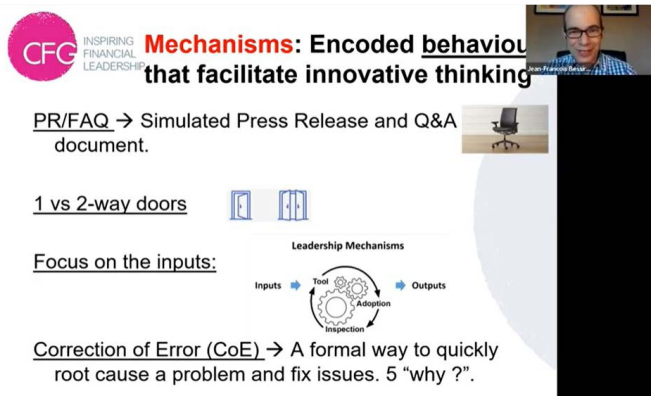 CFG INSPIRING
FINANCIAL
LEADERSHIP
Mechanisms: Encoded behaviou
that facilitate innovative thinking
PR/FAQ → Simulated Press Release and Q&A
document.
1 vs 2-way doors
Focus on the inputs:
Leadership Mechanisms
Inputs
Tool
Adoption
Inspection
Outputs
Correction of Error (CoE) → A formal way to quickly
root cause a problem and fix issues. 5 “why ?”.
Jean Francois